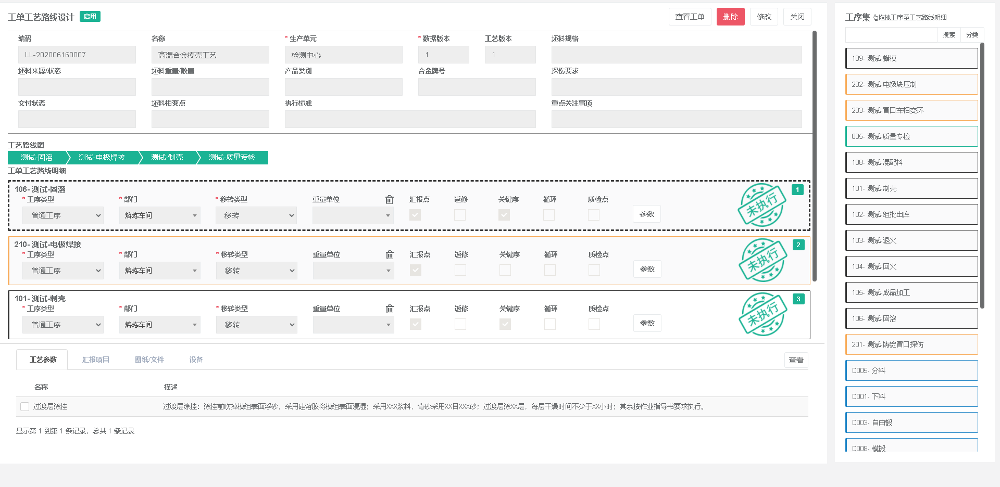 工单工艺路线设计 启用 查看工单 删除 修改 关闭
编码 名称 * 生产单元 * 数据版本 工艺版本 坯料规格
LL-202006160007 高温合金模壳工艺 检测中心 1 1
坯料来源/状态 坯料重量/数量 产品类别 合金牌号 探伤要求
交付状态 坯料相变点 执行标准 重点关注事项
工艺路线图
测试-固溶 测试-电极焊接 测试-制壳 测试-质量专检
工单工艺路线明细
106- 测试-固溶 未执行 1
* 工序类型 * 部门 * 移转类型 重量单位 汇报点 返修 关键序 循环 质检点
普通工序 熔炼车间 移转 参数
210- 测试-电极焊接 未执行 2
* 工序类型 * 部门 * 移转类型 重量单位 汇报点 返修 关键序 循环 质检点
普通工序 熔炼车间 移转 参数
101- 测试-制壳 未执行 3
* 工序类型 * 部门 * 移转类型 重量单位 汇报点 返修 关键序 循环 质检点
普通工序 熔炼车间 移转 参数
工艺参数 汇报项目 图纸/文件 设备 查看
名称 描述
过渡层涂挂 过渡层涂挂：涂挂前吹掉模组表面浮砂，采用硅溶胶将模组表面浸湿；采用XXX浆料，背砂采用XX目XXX砂；过渡层涂XX层，每层干燥时间不少于XX小时；其余按作业指导书要求执行。
显示第 1 到第 1 条记录，总共 1 条记录
工序集 拖拽工序至工艺路线明细
搜索 分类
109- 测试-蜡模
202- 测试-电极块压制
203- 测试-冒口车相变环
005- 测试-质量专检
108- 测试-混配料
101- 测试-制壳
102- 测试-组批出库
103- 测试-退火
104- 测试-回火
105- 测试-成品加工
106- 测试-固溶
201- 测试-铸锭冒口探伤
D005- 分料
D001- 下料
D003- 自由锻
D008- 模锻